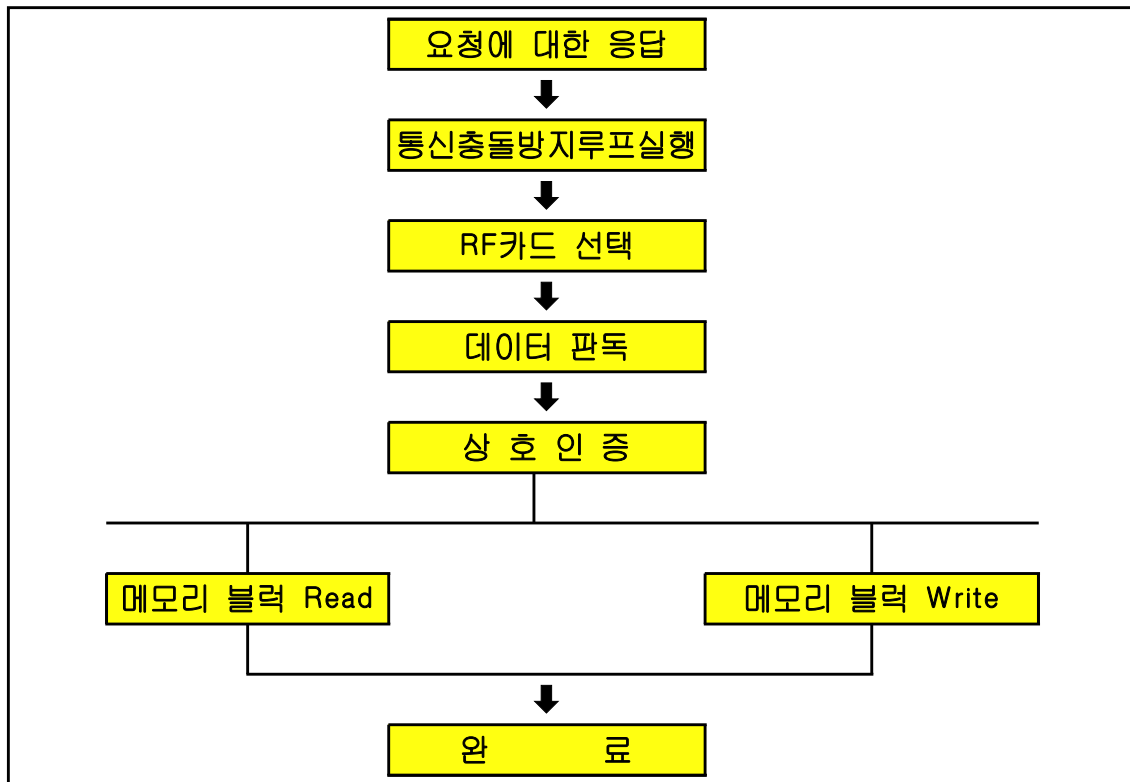 요청에 대한 응답
통신충돌방지루프실행
RF카드 선택
데이터 판독
상 호 인 증
메모리 블럭 Read
메모리 블럭 Write
완 료